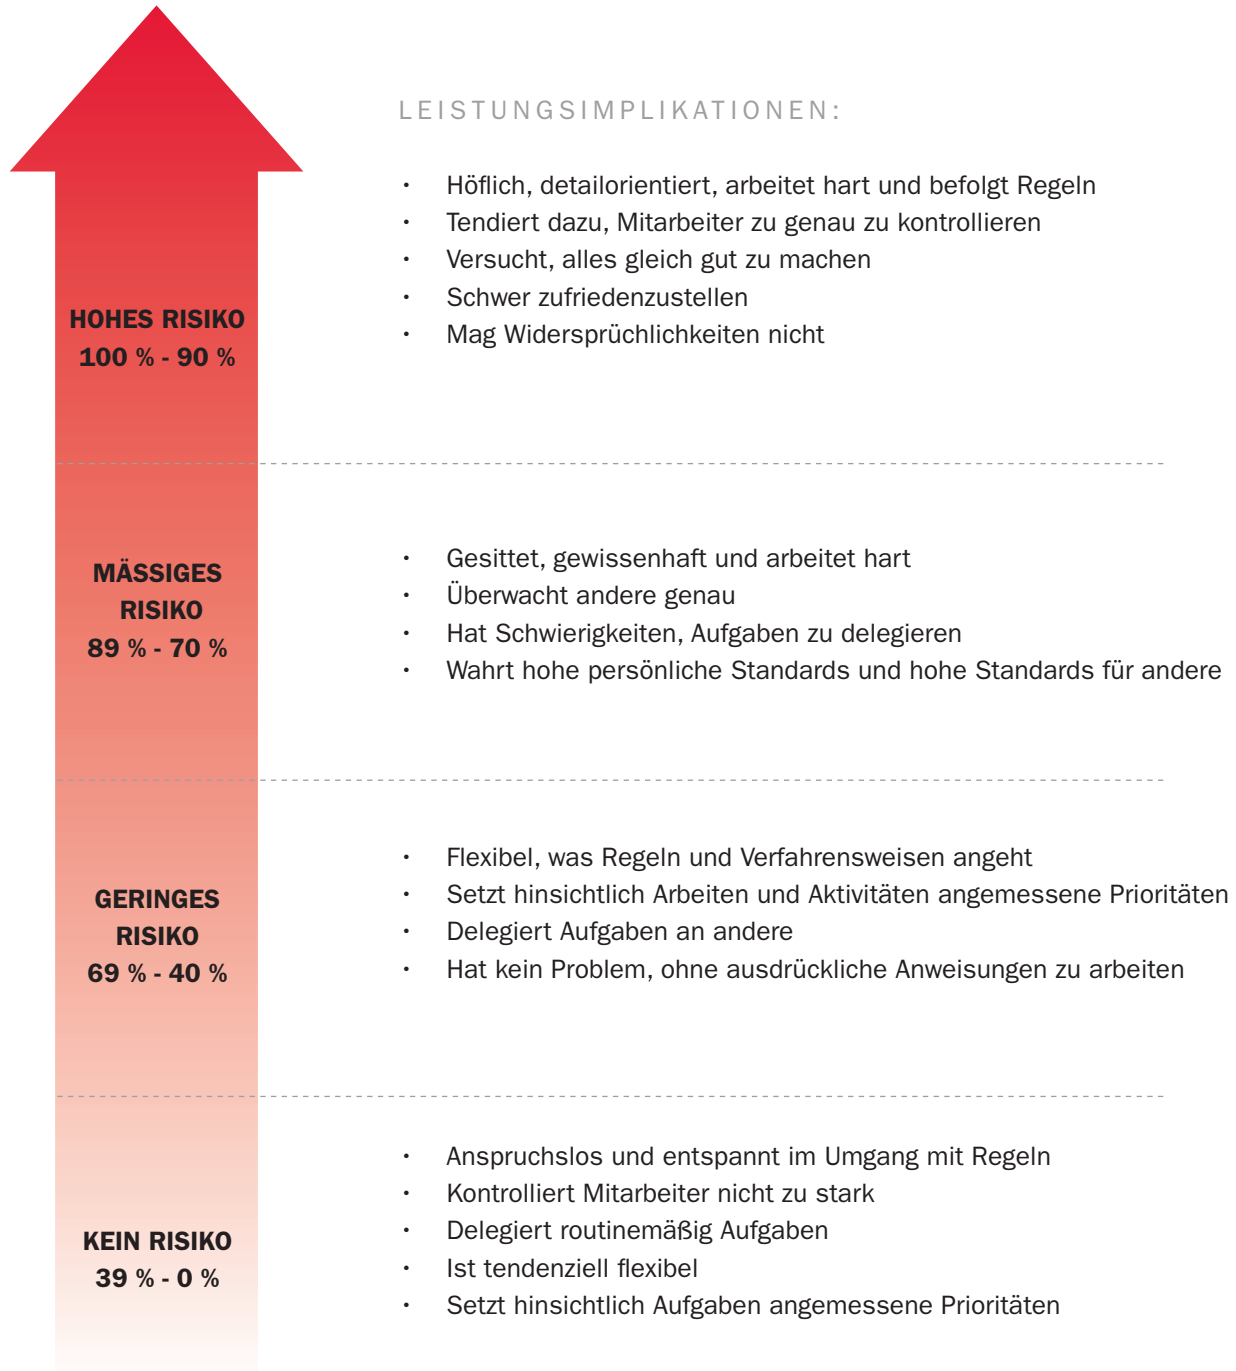 LEISTUNGSIMPLIKATIONEN:
HOHES RISIKO
100 % - 90 %
• Höflich, detailorientiert, arbeitet hart und befolgt Regeln
• Tendiert dazu, Mitarbeiter zu genau zu kontrollieren
• Versucht, alles gleich gut zu machen
• Schwer zufriedenzustellen
• Mag Widersprüchlichkeiten nicht
MÄSSIGES
RISIKO
89 % - 70 %
• Gesittet, gewissenhaft und arbeitet hart
• Überwacht andere genau
• Hat Schwierigkeiten, Aufgaben zu delegieren
• Wahrt hohe persönliche Standards und hohe Standards für andere
GERINGES
RISIKO
69 % - 40 %
• Flexibel, was Regeln und Verfahrensweisen angeht
• Setzt hinsichtlich Arbeiten und Aktivitäten angemessene Prioritäten
• Delegiert Aufgaben an andere
• Hat kein Problem, ohne ausdrückliche Anweisungen zu arbeiten
KEIN RISIKO
39 % - 0 %
• Anspruchslos und entspannt im Umgang mit Regeln
• Kontrolliert Mitarbeiter nicht zu stark
• Delegiert routinemäßig Aufgaben
• Ist tendenziell flexibel
• Setzt hinsichtlich Aufgaben angemessene Prioritäten